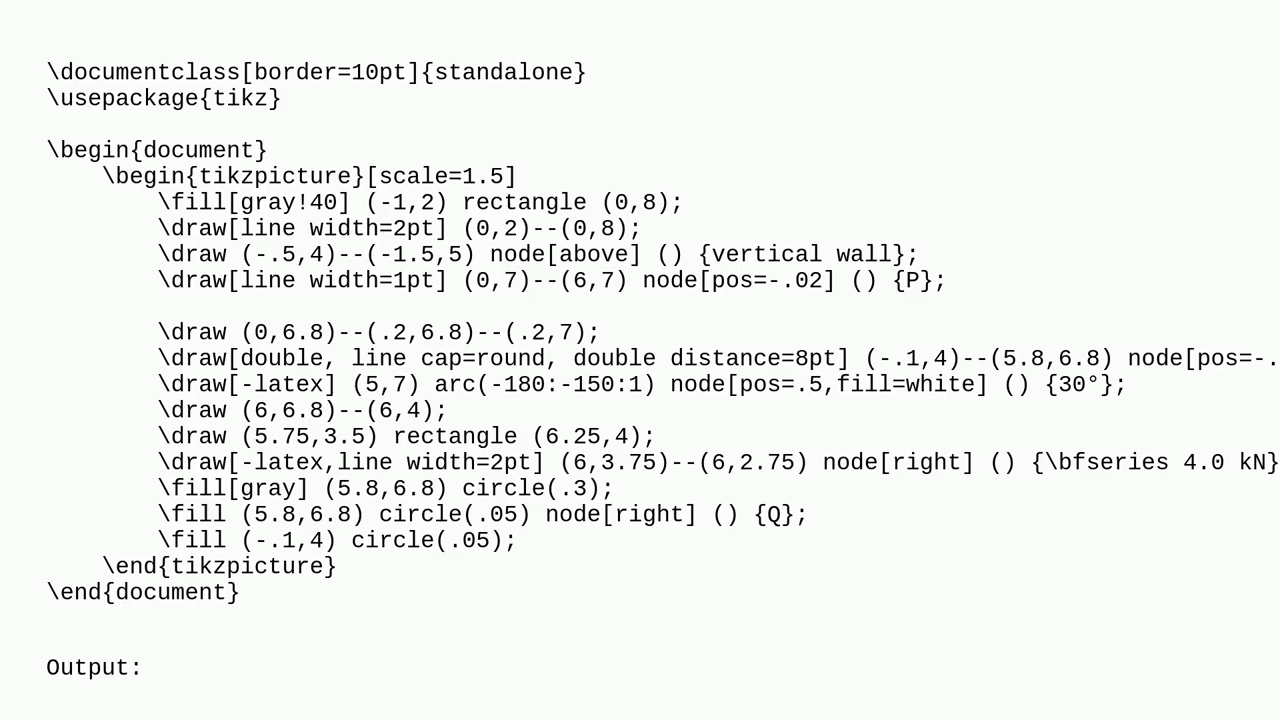 \documentclass[border=10pt]{standalone}
\usepackage{tikz}
\begin{document}
\begin{tikzpicture}[scale=1.5]
\fill[gray!40] (-1,2) rectangle (0,8);
\draw[line width=2pt] (0,2)--(0,8);
\draw (-.5,4)--(-1.5,5) node[above] () {vertical wall};
\draw[line width=1pt] (0,7)--(6,7) node[pos=-.02] () {P};
\draw (0,6.8)--(.2,6.8)--(.2,7);
\draw[double, line cap=round, double distance=8pt] (-.1,4)--(5.8,6.8) node[pos=-.
\draw[-latex] (5,7) arc(-180:-150:1) node[pos=.5,fill=white] () {30°};
\draw (6,6.8)--(6,4);
\draw (5.75,3.5) rectangle (6.25,4);
\draw[-latex,line width=2pt] (6,3.75)--(6,2.75) node[right] () {\bfseries 4.0 kN}
\fill[gray] (5.8,6.8) circle(.3);
\fill (5.8,6.8) circle(.05) node[right] () {Q};
\fill (-.1,4) circle(.05);
\end{tikzpicture}
\end{document}
Output: